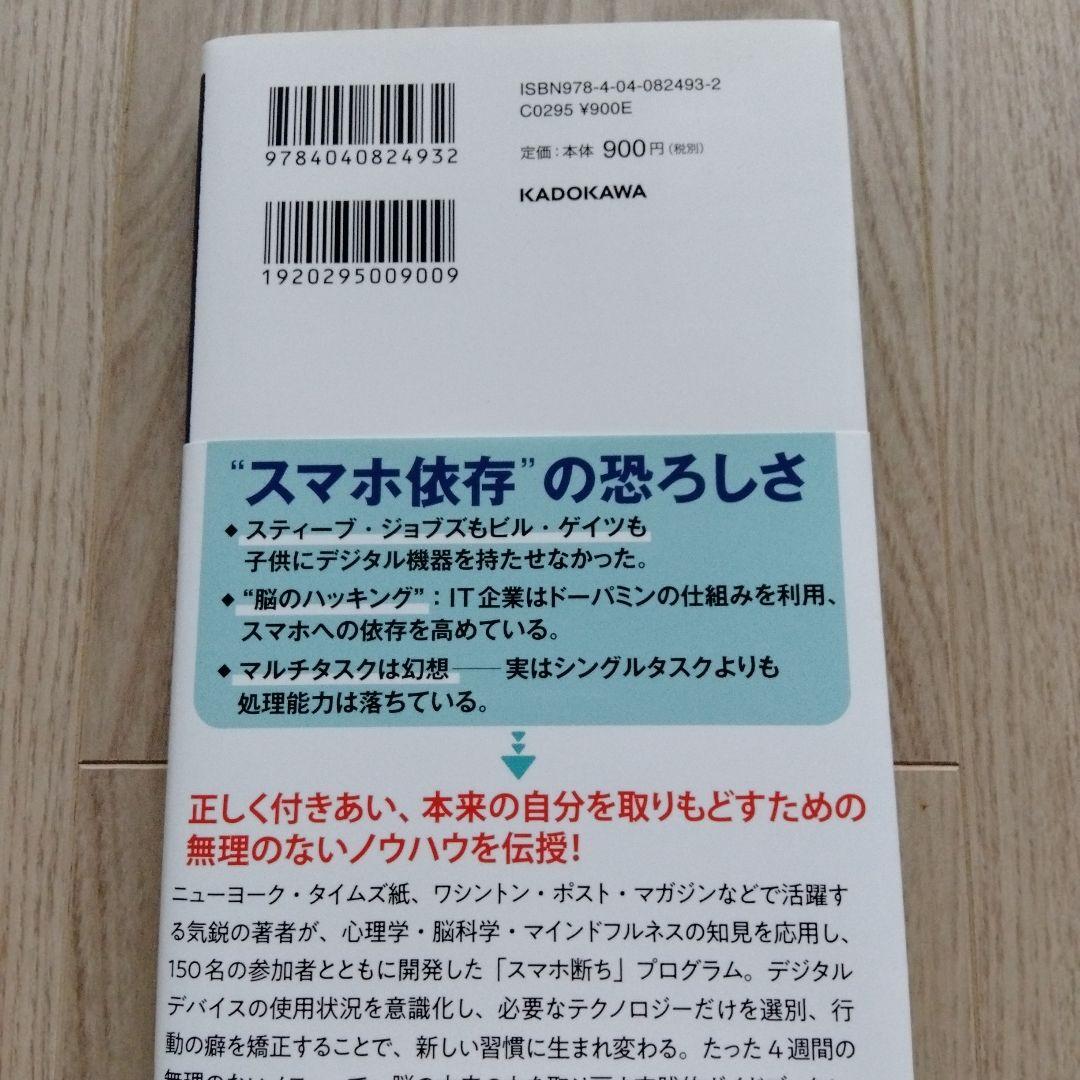 ISBN978-4-04-082493-2
C0295 ¥900E
定価：本体 900円（税別）
KADOKAWA
9784040824932
1920295009009
“スマホ依存”の恐ろしさ
◆ スティーブ・ジョブズもビル・ゲイツも
子供にデジタル機器を持たせなかった。
◆ “脳のハッキング”：IT企業はドーパミンの仕組みを利用、
スマホへの依存を高めている。
◆ マルチタスクは幻想――実はシングルタスクよりも
処理能力は落ちている。
正しく付きあい、本来の自分を取りもどすための
無理のないノウハウを伝授！
ニューヨーク・タイムズ紙、ワシントン・ポスト・マガジンなどで活躍す
る気鋭の著者が、心理学・脳科学・マインドフルネスの知見を応用し、
150名の参加者とともに開発した「スマホ断ち」プログラム。デジタル
デバイスの使用状況を意識化し、必要なテクノロジーだけを選別、行
動の癖を矯正することで、新しい習慣に生まれ変わる。たった4週間の